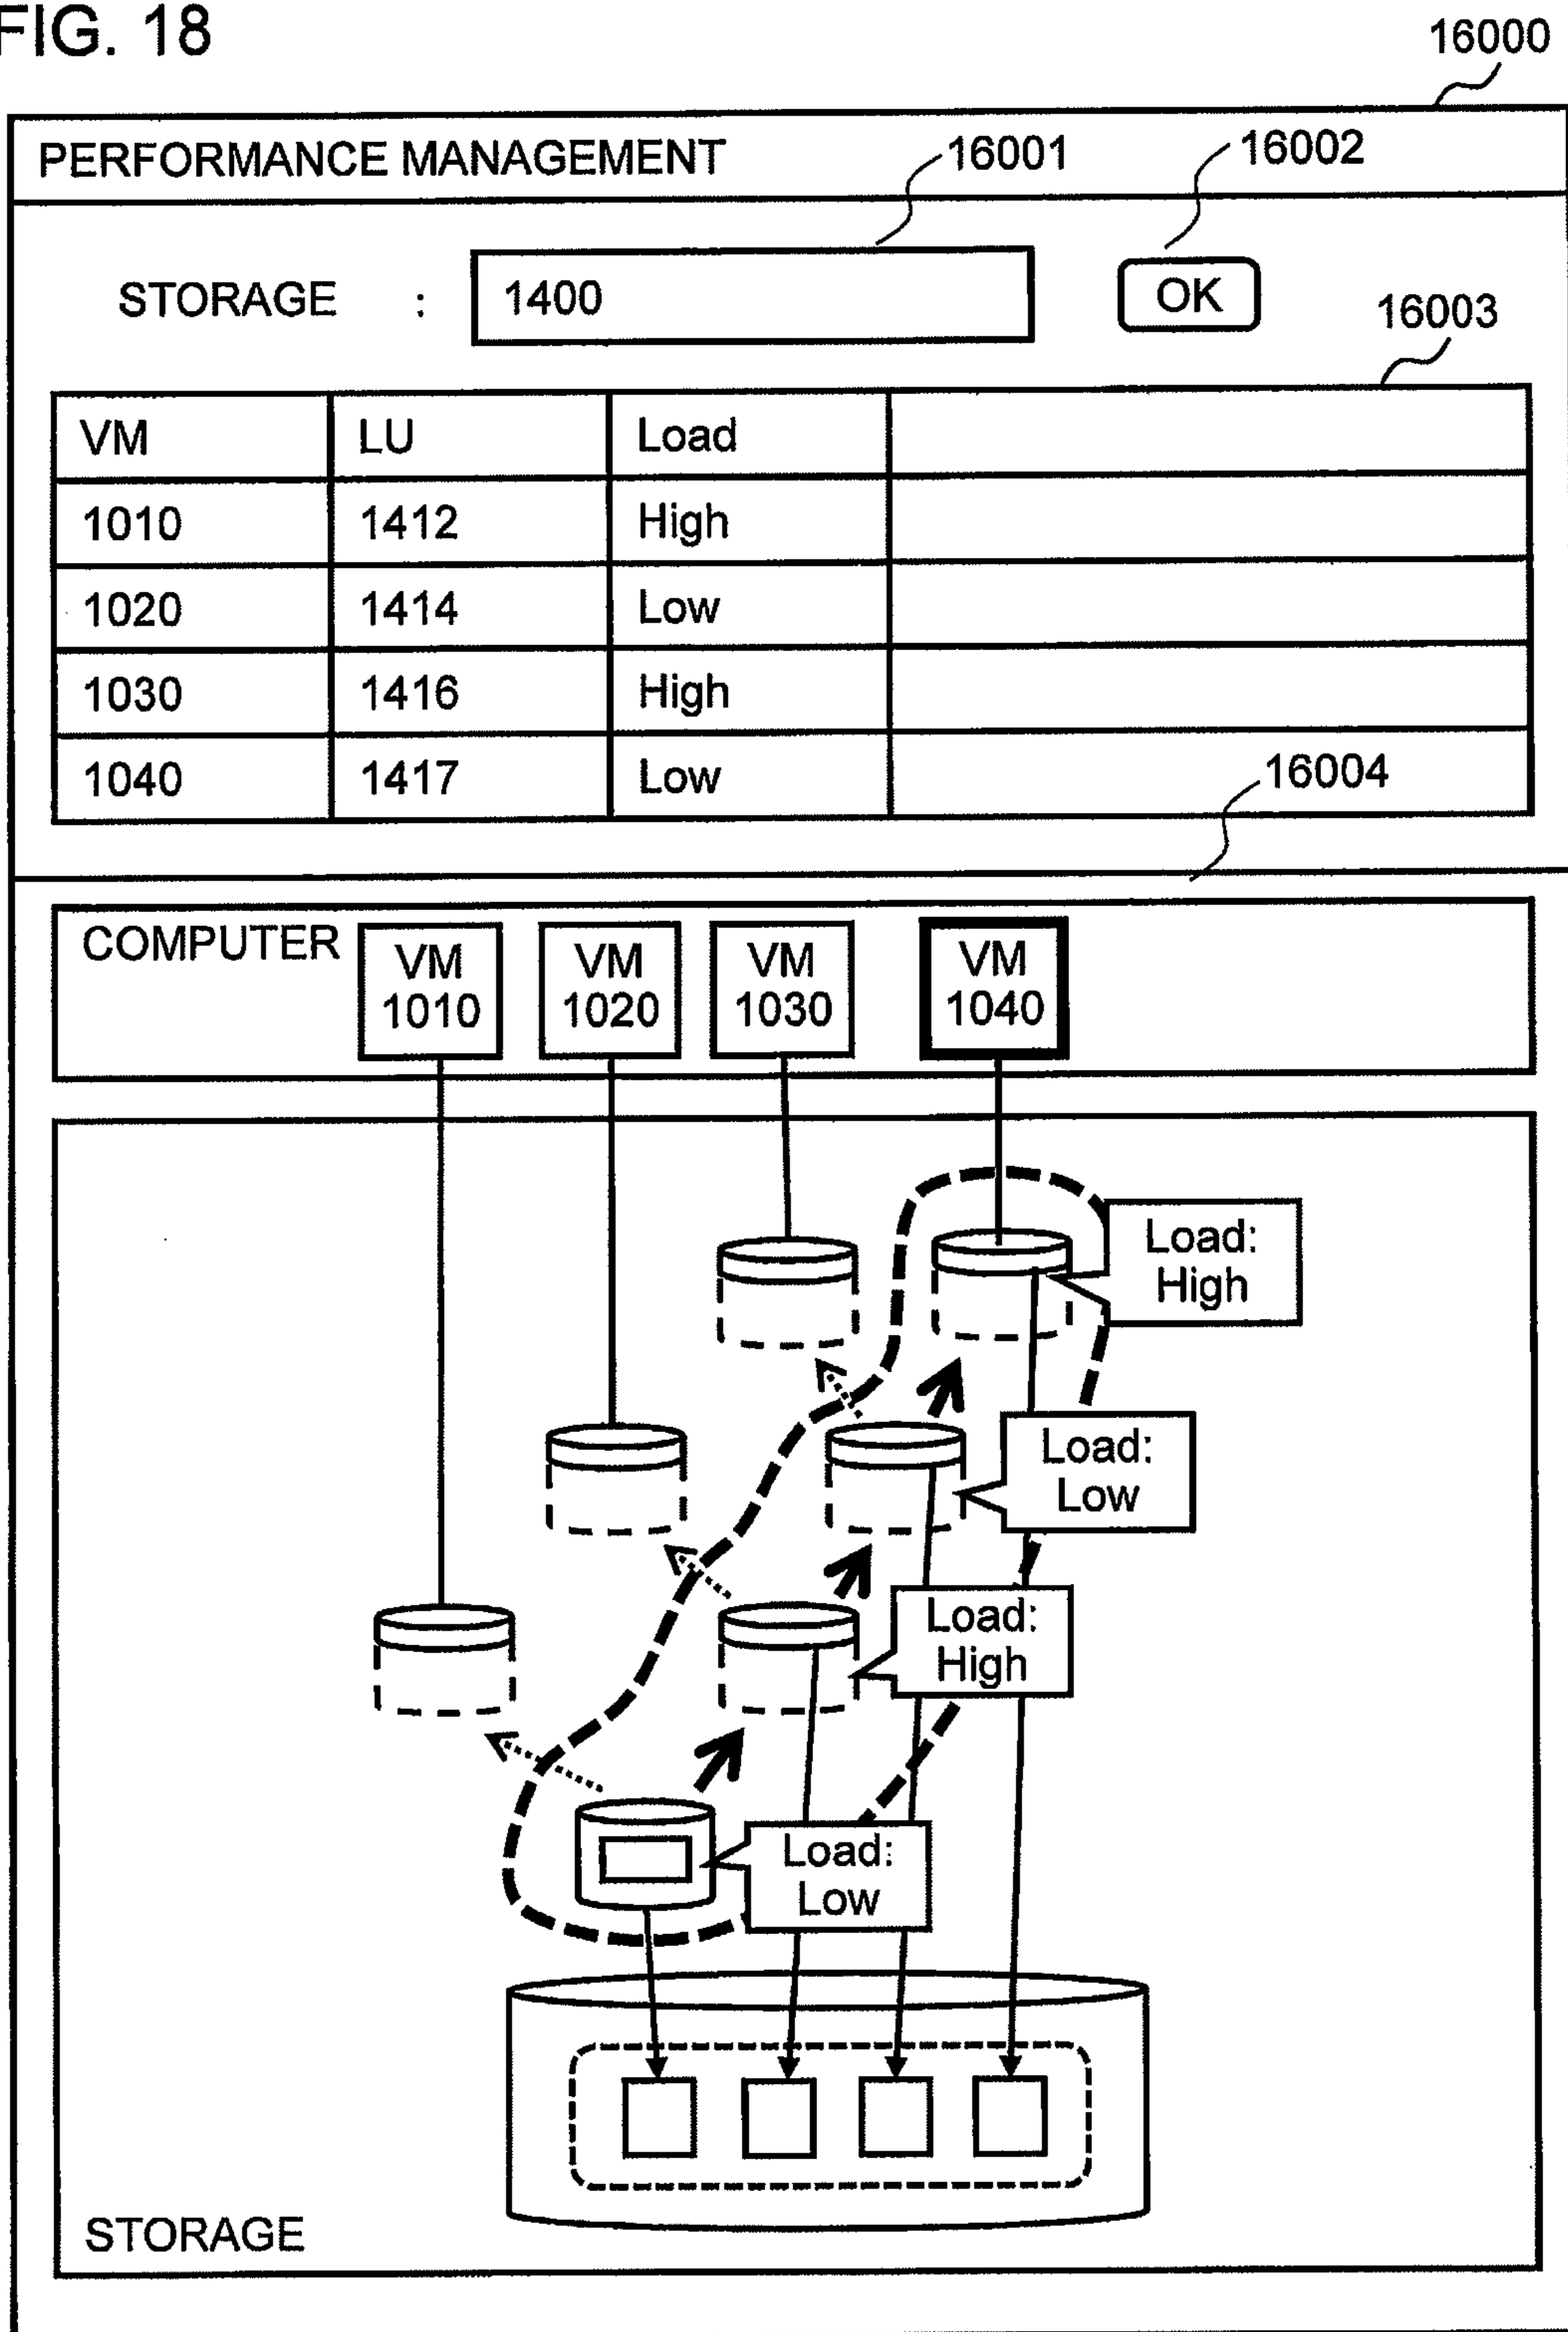 FIG. 18
16000
PERFORMANCE MANAGEMENT
16001
16002
STORAGE : 1400
OK
16003
VM LU Load
1010 1412 High
1020 1414 Low
1030 1416 High
1040 1417 Low
16004
COMPUTER
VM
1010
VM
1020
VM
1030
VM
1040
Load:
High
Load:
Low
Load:
High
Load:
Low
STORAGE